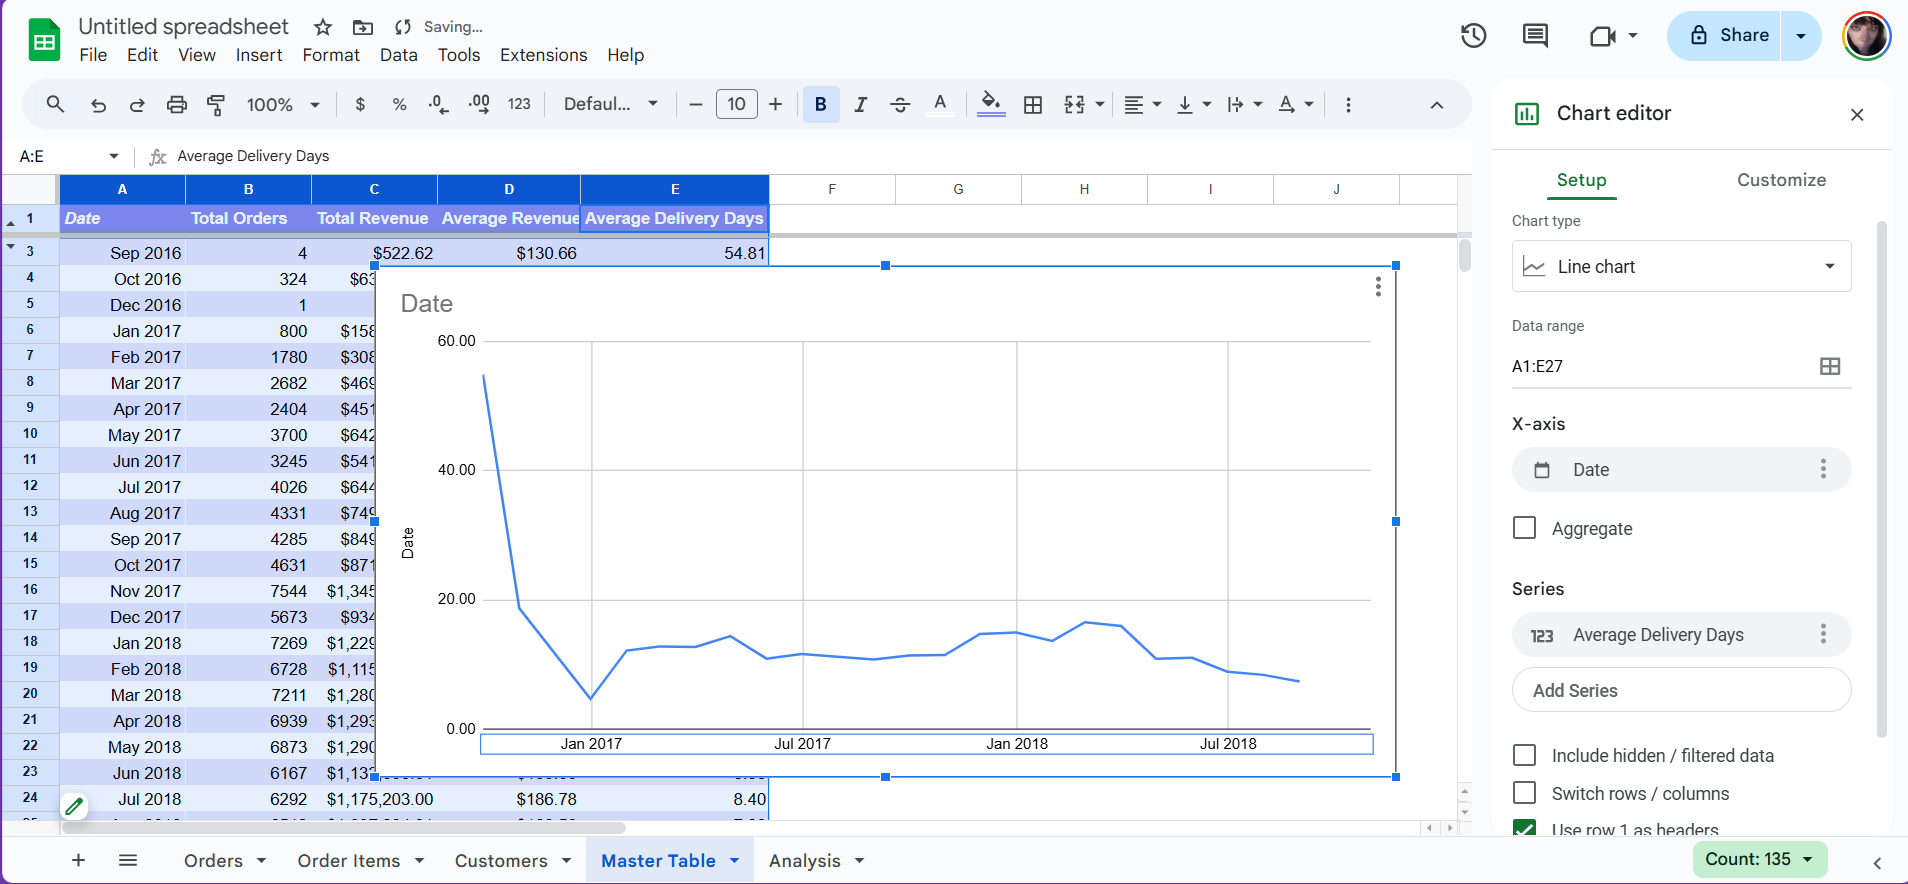 Untitled spreadsheet Saving...
File Edit View Insert Format Data Tools Extensions Help
Share
100% $ % .0 .00 123 Defaul... 10 B I A
A:E fx Average Delivery Days
A B C D E F G H I J
1 Date Total Orders Total Revenue Average Revenue Average Delivery Days
3 Sep 2016 4 $522.62 $130.66 54.81
4 Oct 2016 324 $63
5 Dec 2016 1
6 Jan 2017 800 $158
7 Feb 2017 1780 $308
8 Mar 2017 2682 $469
9 Apr 2017 2404 $451
10 May 2017 3700 $642
11 Jun 2017 3245 $541
12 Jul 2017 4026 $644
13 Aug 2017 4331 $749
14 Sep 2017 4285 $849
15 Oct 2017 4631 $871
16 Nov 2017 7544 $1,345
17 Dec 2017 5673 $934
18 Jan 2018 7269 $1,229
19 Feb 2018 6728 $1,115
20 Mar 2018 7211 $1,280
21 Apr 2018 6939 $1,293
22 May 2018 6873 $1,290
23 Jun 2018 6167
24 Jul 2018 6292 $1,175,203.00 $186.78 8.40
Date
60.00
40.00
20.00
0.00
Date
Jan 2017 Jul 2017 Jan 2018 Jul 2018
Chart editor
Setup Customize
Chart type
Line chart
Data range
A1:E27
X-axis
Date
Aggregate
Series
123 Average Delivery Days
Add Series
Include hidden / filtered data
Switch rows / columns
Use row 1 as headers
Orders Order Items Customers Master Table Analysis
Count: 135